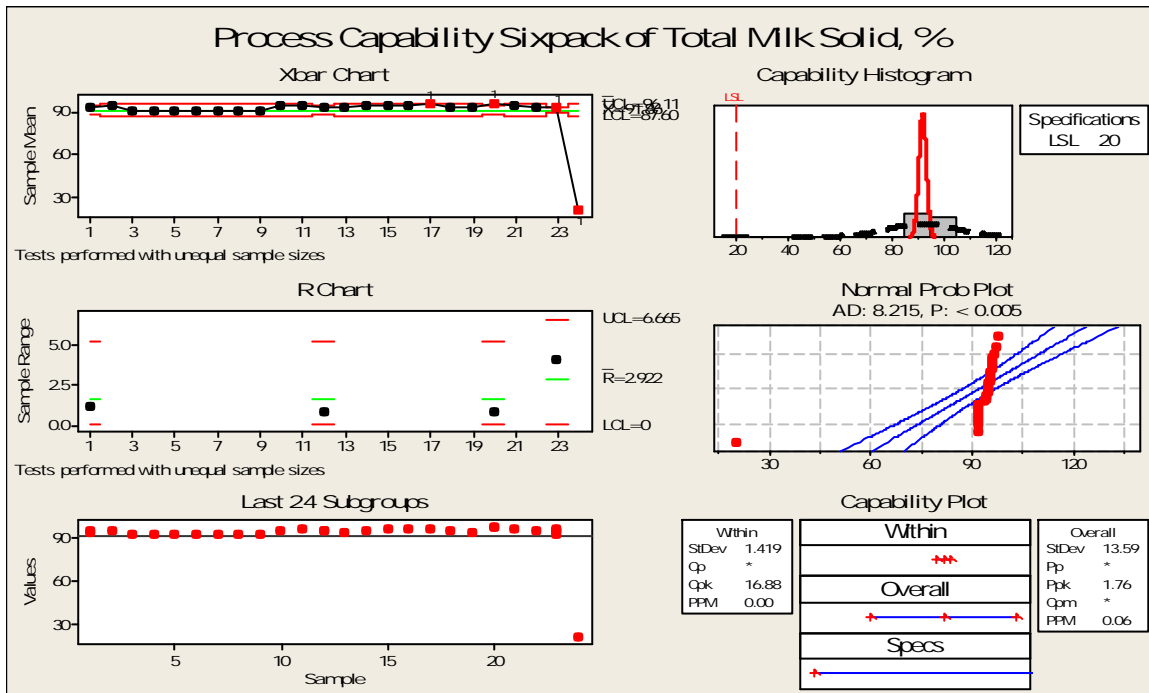 Process Capability Sixpack of Total Milk Solid, %
Xbar Chart
Sample Mean
90
60
30
1 3 5 7 9 11 13 15 17 19 21 23
1
1
1
1
UCL=96.11
LCL=87.60
Tests performed with unequal sample sizes
Capability Histogram
LSL
20 40 60 80 100 120
Specifications
LSL 20
R Chart
Sample Range
5.0
2.5
0.0
1 3 5 7 9 11 13 15 17 19 21 23
UCL=6.665
R=2.922
LCL=0
Tests performed with unequal sample sizes
Normal Prob Plot
AD: 8.215, P: < 0.005
30 60 90 120
Last 24 Subgroups
Values
90
60
30
5 10 15 20
Sample
Capability Plot
Within
StDev 1.419
Cp *
Cpk 16.88
PPM 0.00
Within
Overall
Specs
Overall
StDev 13.59
Pp *
Ppk 1.76
Cpm *
PPM 0.06